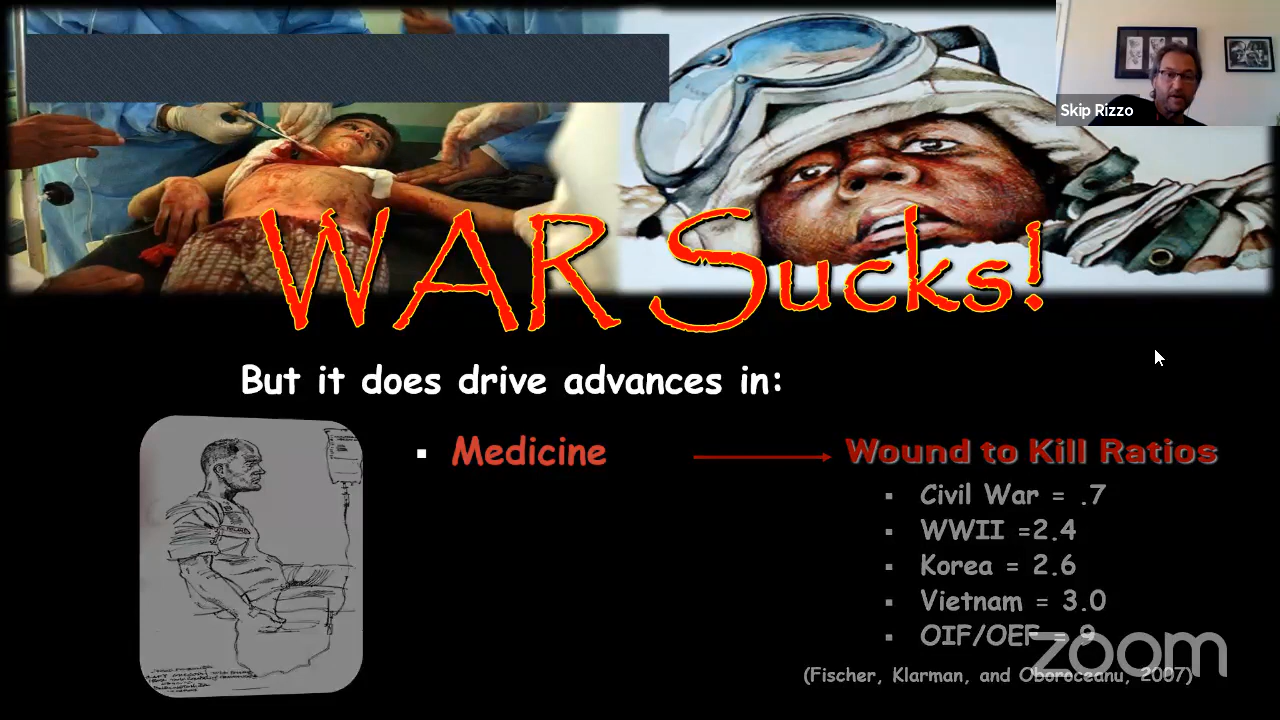 Skip Rizzo
WAR Sucks!
But it does drive advances in:
▪ Medicine
Wound to Kill Ratios
▪ Civil War = .7
▪ WWII =2.4
▪ Korea = 2.6
▪ Vietnam = 3.0
▪ OIF/OEF = 9
(Fischer, Klarman, and Oboroceanu, 2007)
zoom